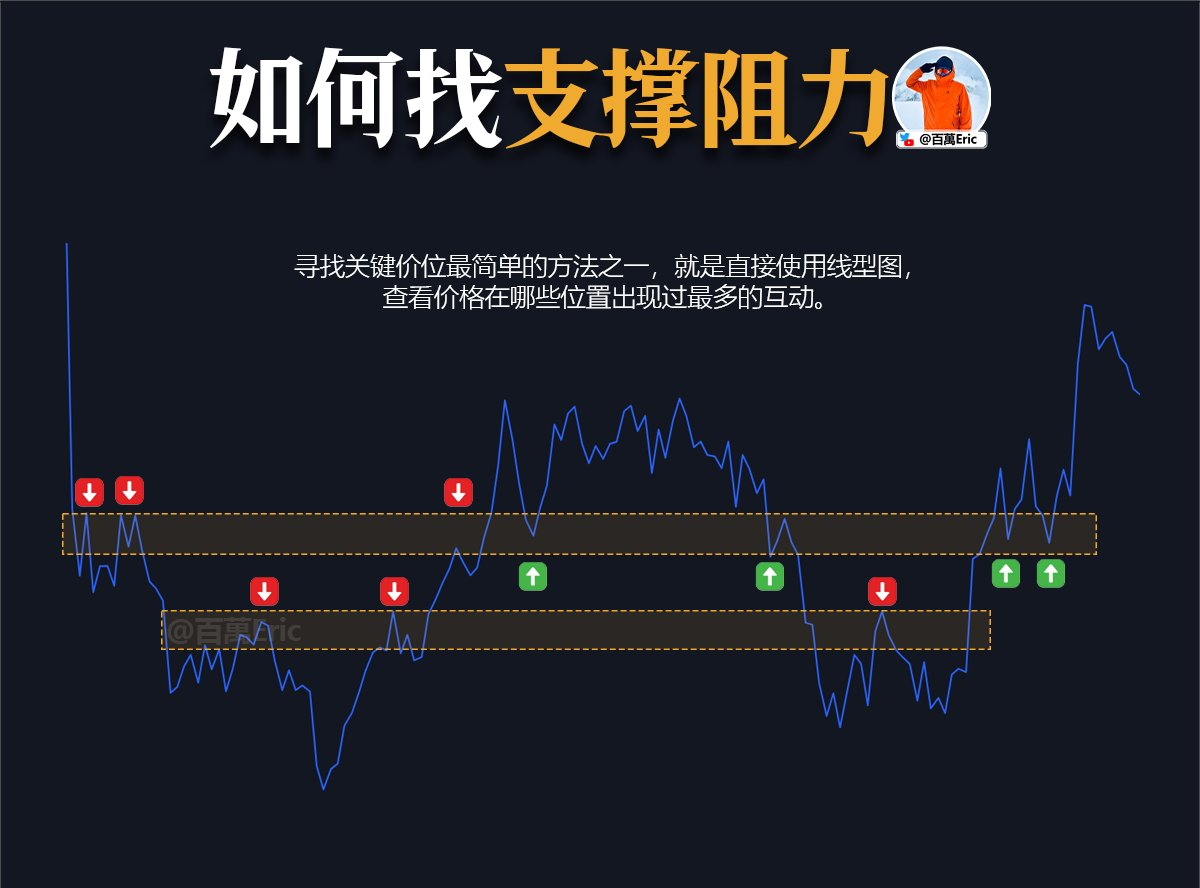 如何找支撑阻力
@百萬Eric
寻找关键价位最简单的方法之一，就是直接使用线型图，
查看价格在哪些位置出现过最多的互动。
@百萬Eric